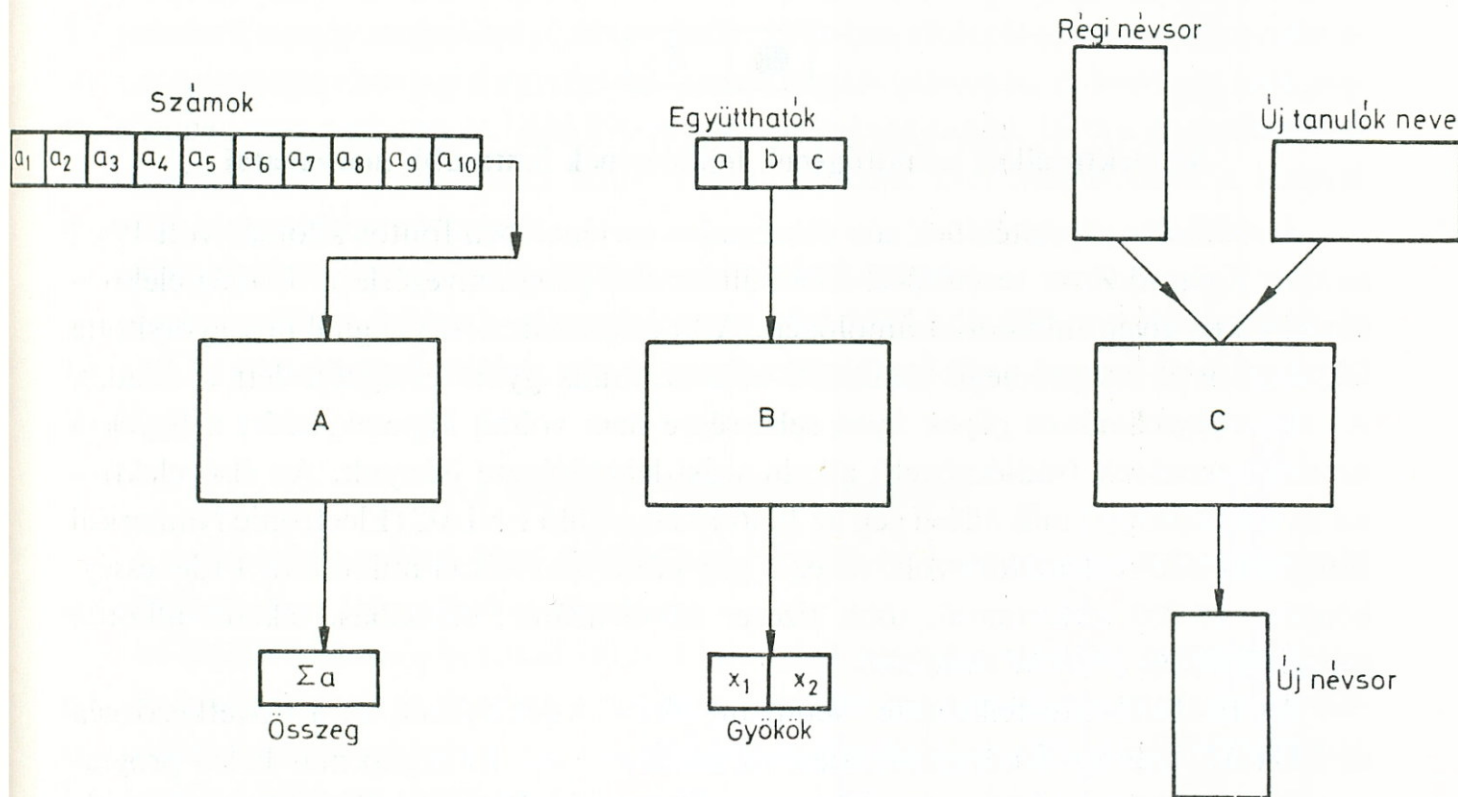 Számok
a₁ a₂ a₃ a₄ a₅ a₆ a₇ a₈ a₉ a₁₀
A
Σa
Összeg
Együtthatók
a b c
B
x₁ x₂
Gyökök
Régi névsor
Új tanulók neve
C
Új névsor